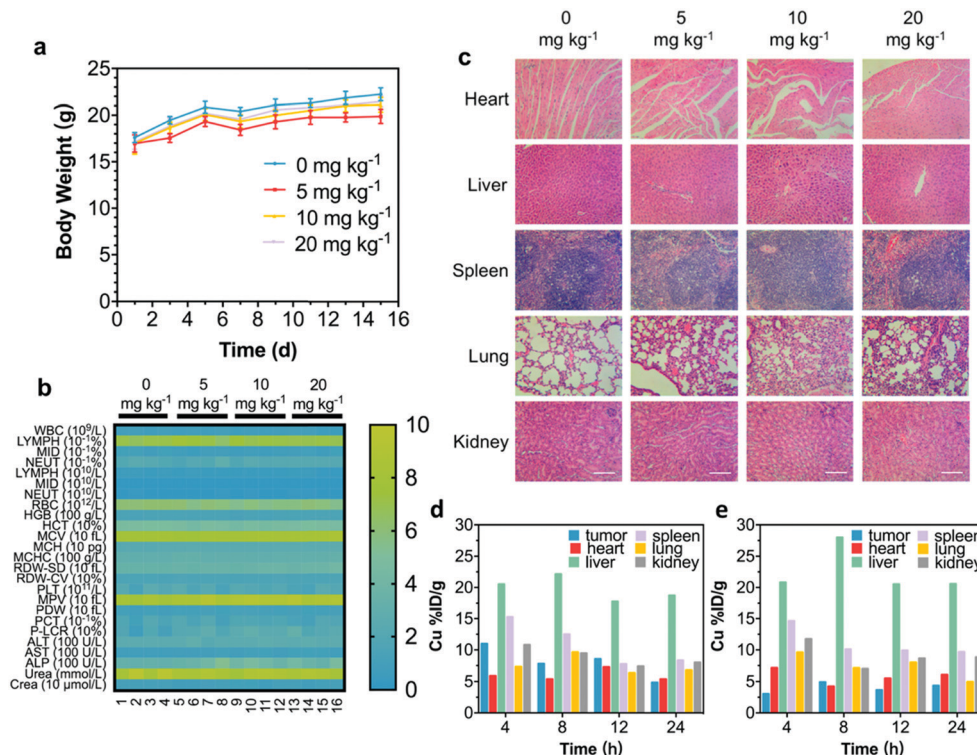 a
25
20
15
10
5
0
0 2 4 6 8 10 12 14 16
Body Weight (g)
Time (d)
0 mg kg⁻¹
5 mg kg⁻¹
10 mg kg⁻¹
20 mg kg⁻¹
b
0 5 10 20
mg kg⁻¹ mg kg⁻¹ mg kg⁻¹ mg kg⁻¹
WBC (10⁹/L)
LYMPH (10⁻¹%)
MID (10⁻¹%)
NEUT (10⁻¹%)
LYMPH (10¹⁰/L)
MID (10¹⁰/L)
NEUT (10¹⁰/L)
RBC (10¹²/L)
HGB (100 g/L)
HCT (10%)
MCV (10 fL)
MCH (10 pg)
MCHC (100 g/L)
RDW-SD (10 fL)
RDW-CV (10%)
PLT (10¹¹/L)
MPV (10 fL)
PDW (10 fL)
PCT (10⁻¹%)
P-LCR (10%)
ALT (100 U/L)
AST (100 U/L)
ALP (100 U/L)
Urea (mmol/L)
Crea (10 µmol/L)
1 2 3 4 5 6 7 8 9 10 11 12 13 14 15 16
10
8
6
4
2
0
c
0 5 10 20
mg kg⁻¹ mg kg⁻¹ mg kg⁻¹ mg kg⁻¹
Heart
Liver
Spleen
Lung
Kidney
d
30
25
20
15
10
5
0
Cu %ID/g
tumor spleen
heart lung
liver kidney
4 8 12 24
Time (h)
e
30
25
20
15
10
5
0
Cu %ID/g
tumor spleen
heart lung
liver kidney
4 8 12 24
Time (h)